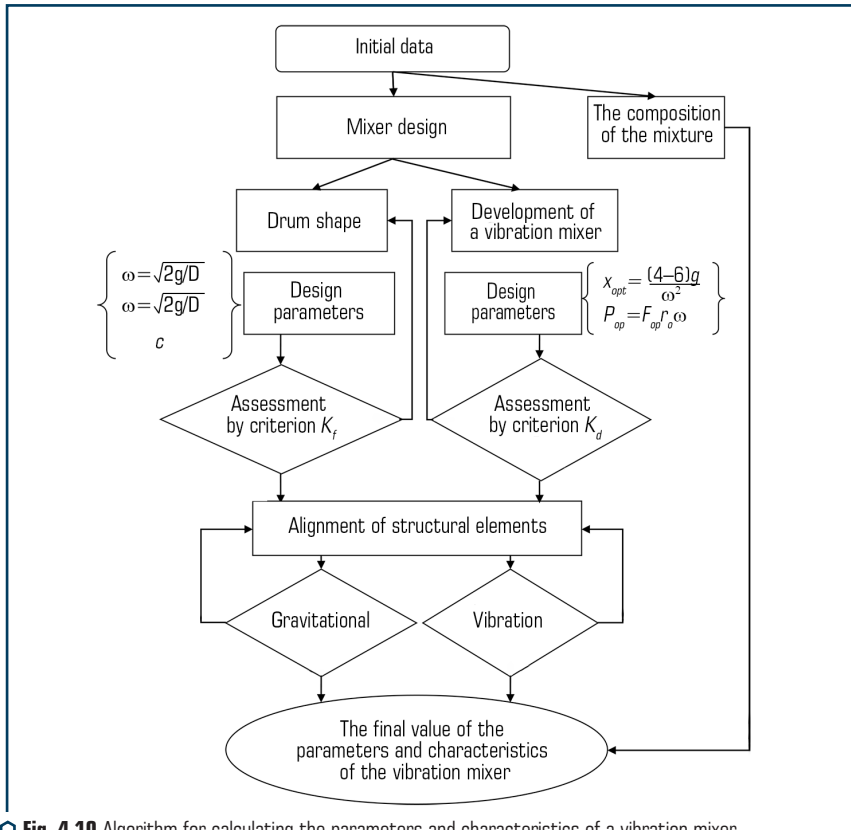 Initial data
Mixer design
The composition
of the mixture
Drum shape
Development of
a vibration mixer
ω=√2g/D
ω=√2g/D
c
Design
parameters
Design
parameters
x_opt = (4–6)g/ω²
P_op=F_op r_o ω
Assessment
by criterion K_f
Assessment
by criterion K_d
Alignment of structural elements
Gravitational
Vibration
The final value of the
parameters and characteristics
of the vibration mixer
Fig. 4.10 Algorithm for calculating the parameters and characteristics of a vibration mixer